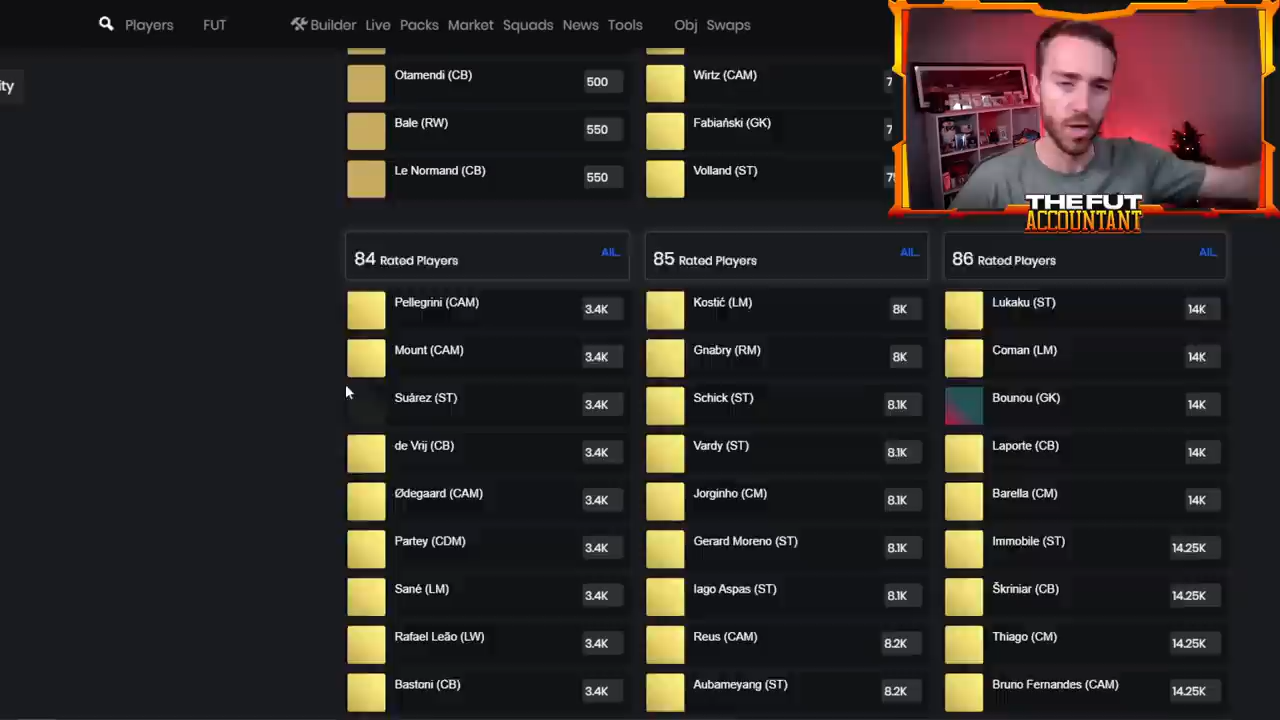 Players FUT Builder Live Packs Market Squads News Tools Obj Swaps
ity
Otamendi (CB) 500
Bale (RW) 550
Le Normand (CB) 550
Wirtz (CAM) 7
Fabiański (GK) 7
Volland (ST)
THE FUT
ACCOUNTANT
84 Rated Players All..
Pellegrini (CAM) 3.4K
Mount (CAM) 3.4K
Suárez (ST) 3.4K
de Vrij (CB) 3.4K
Ødegaard (CAM) 3.4K
Partey (CDM) 3.4K
Sané (LM) 3.4K
Rafael Leão (LW) 3.4K
Bastoni (CB) 3.4K
85 Rated Players All..
Kostić (LM) 8K
Gnabry (RM) 8K
Schick (ST) 8.1K
Vardy (ST) 8.1K
Jorginho (CM) 8.1K
Gerard Moreno (ST) 8.1K
Iago Aspas (ST) 8.1K
Reus (CAM) 8.2K
Aubameyang (ST) 8.2K
86 Rated Players All..
Lukaku (ST) 14K
Coman (LM) 14K
Bounou (GK) 14K
Laporte (CB) 14K
Barella (CM) 14K
Immobile (ST) 14.25K
Škriniar (CB) 14.25K
Thiago (CM) 14.25K
Bruno Fernandes (CAM) 14.25K